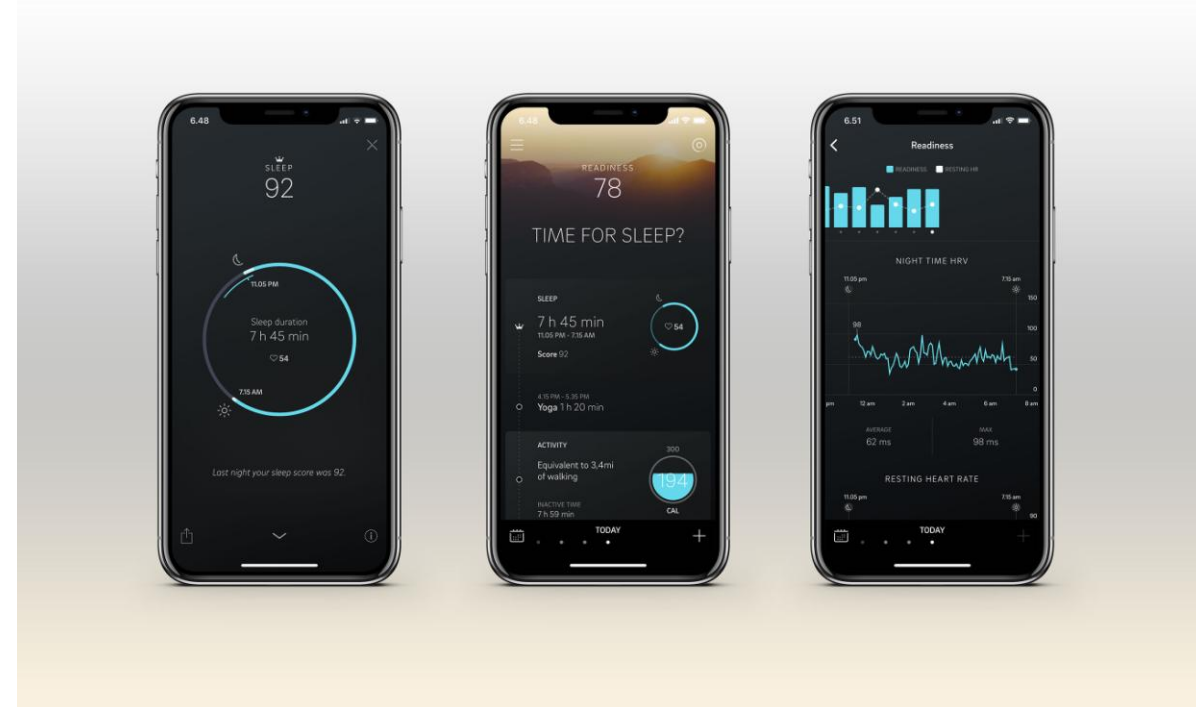 6.48
SLEEP
92
11.05 PM
Sleep duration
7 h 45 min
54
7.15 AM
Last night your sleep score was 92.
6.48
READINESS
78
TIME FOR SLEEP?
SLEEP
7 h 45 min
11.05 PM - 7.15 AM
Score 92
54
4.15 PM - 5.35 PM
Yoga 1 h 20 min
ACTIVITY
Equivalent to 3,4mi
of walking
INACTIVE TIME
7 h 59 min
300
194
CAL
TODAY
6.51
Readiness
READINESS RESTING HR
NIGHT TIME HRV
11.05 pm 7.15 am
150
98
100
50
0
pm 12 am 2 am 4 am 6 am 8 am
AVERAGE MAX
62 ms 98 ms
RESTING HEART RATE
11.05 pm 7.15 am
90
TODAY